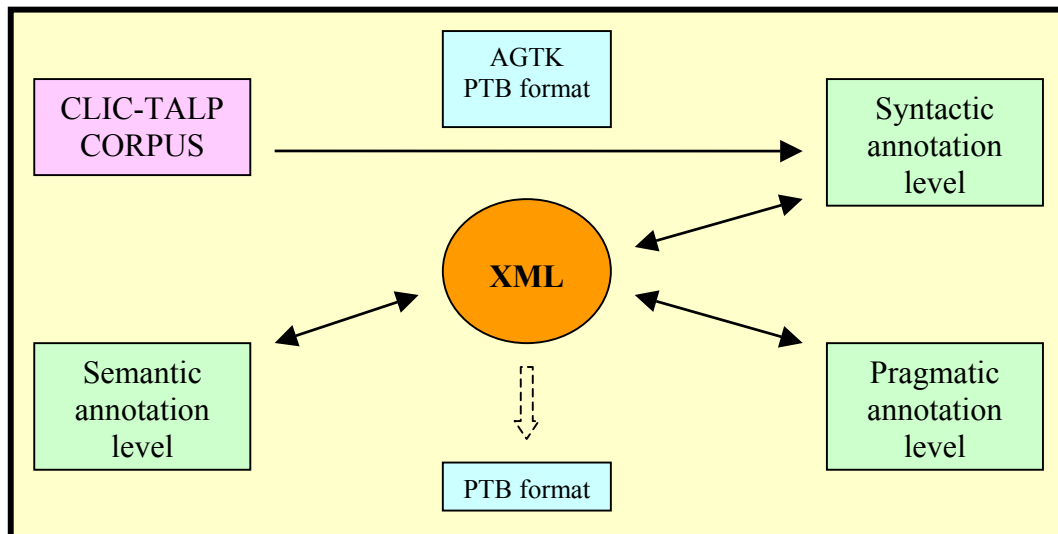 AGTK
PTB format
CLIC-TALP
CORPUS
Syntactic
annotation
level
XML
Semantic
annotation
level
Pragmatic
annotation
level
PTB format